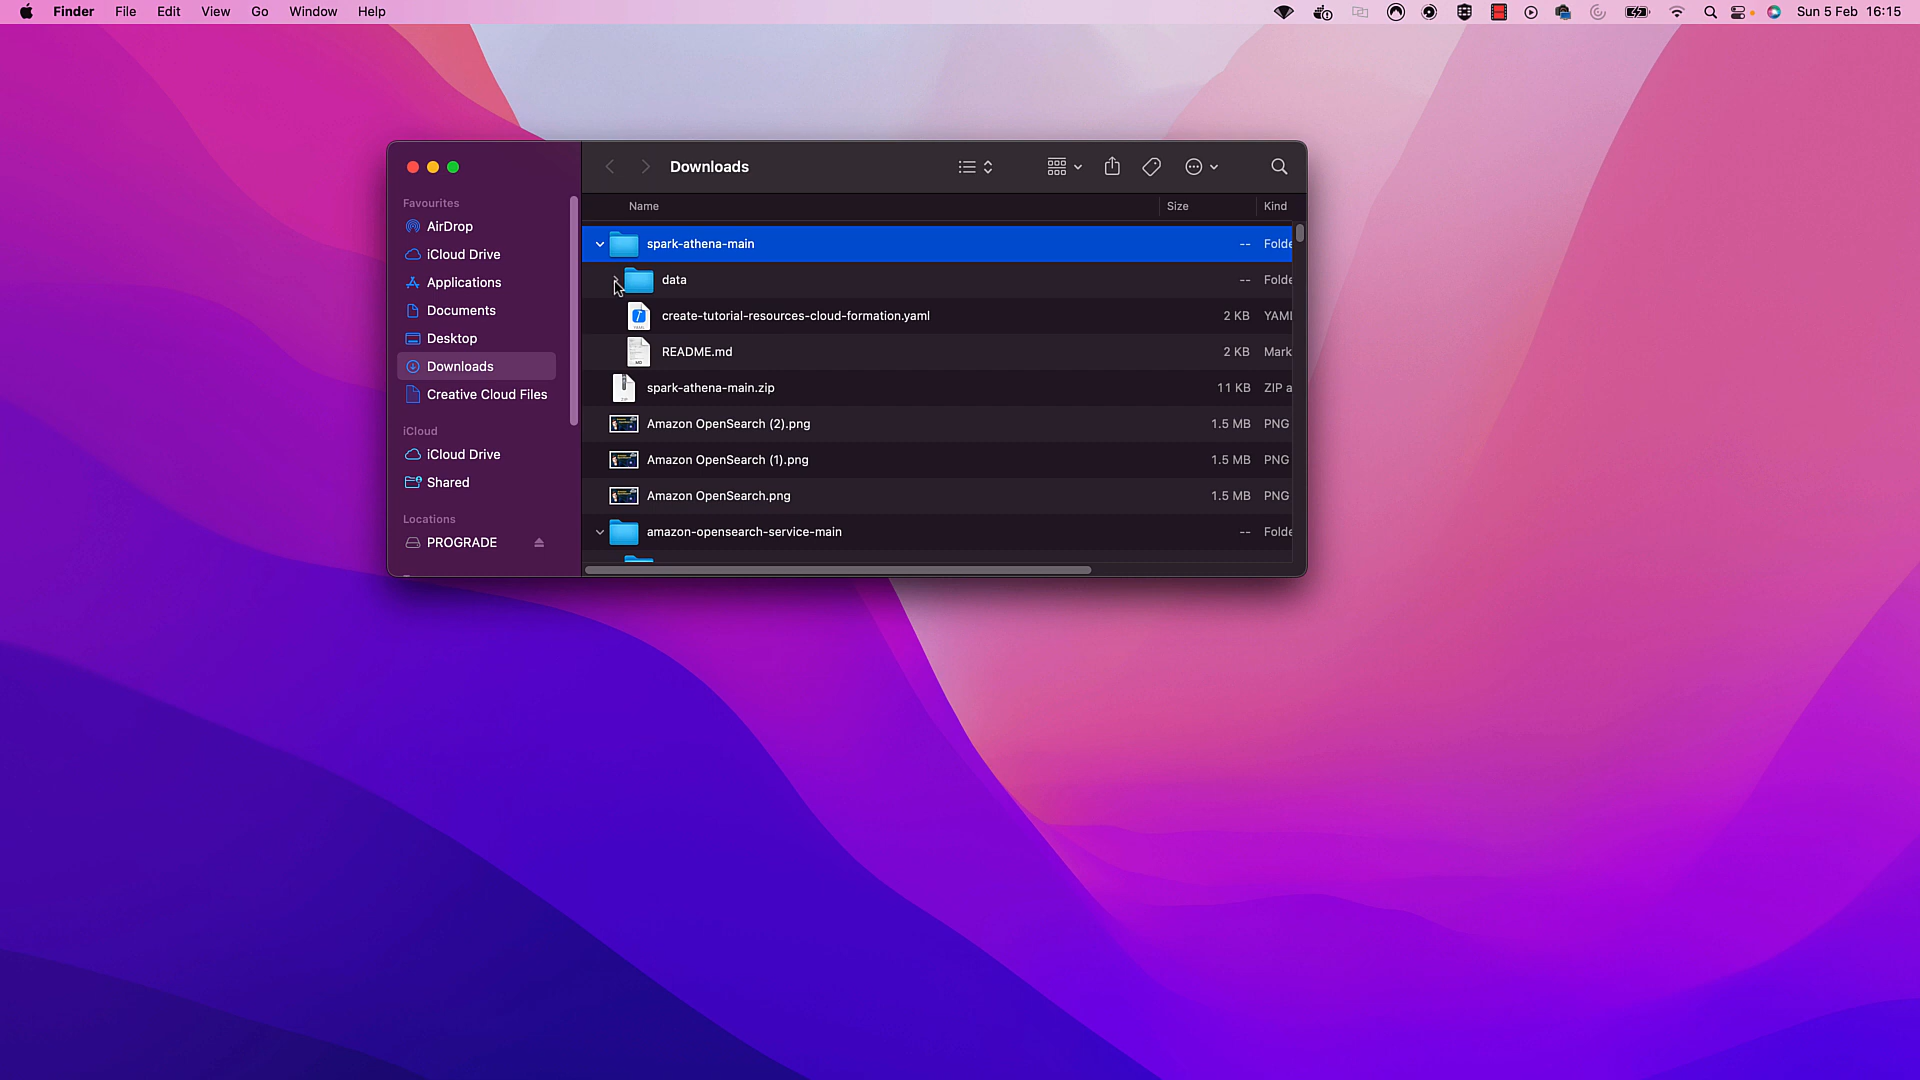 Finder File Edit View Go Window Help Sun 5 Feb 16:15
Downloads
Favourites
AirDrop
iCloud Drive
Applications
Documents
Desktop
Downloads
Creative Cloud Files
iCloud
iCloud Drive
Shared
Locations
PROGRADE
Name Size Kind
spark-athena-main -- Folde
data -- Folde
create-tutorial-resources-cloud-formation.yaml 2 KB YAML
README.md 2 KB Mark
spark-athena-main.zip 11 KB ZIP a
Amazon OpenSearch (2).png 1.5 MB PNG
Amazon OpenSearch (1).png 1.5 MB PNG
Amazon OpenSearch.png 1.5 MB PNG
amazon-opensearch-service-main -- Folde